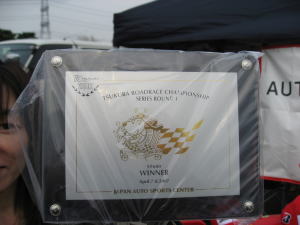 TSUKUBA ROADRACE CHAMPIONSHIP
SERIES ROUND 1
WINNER
JAPAN AUTO SPORTS CENTER
AUT